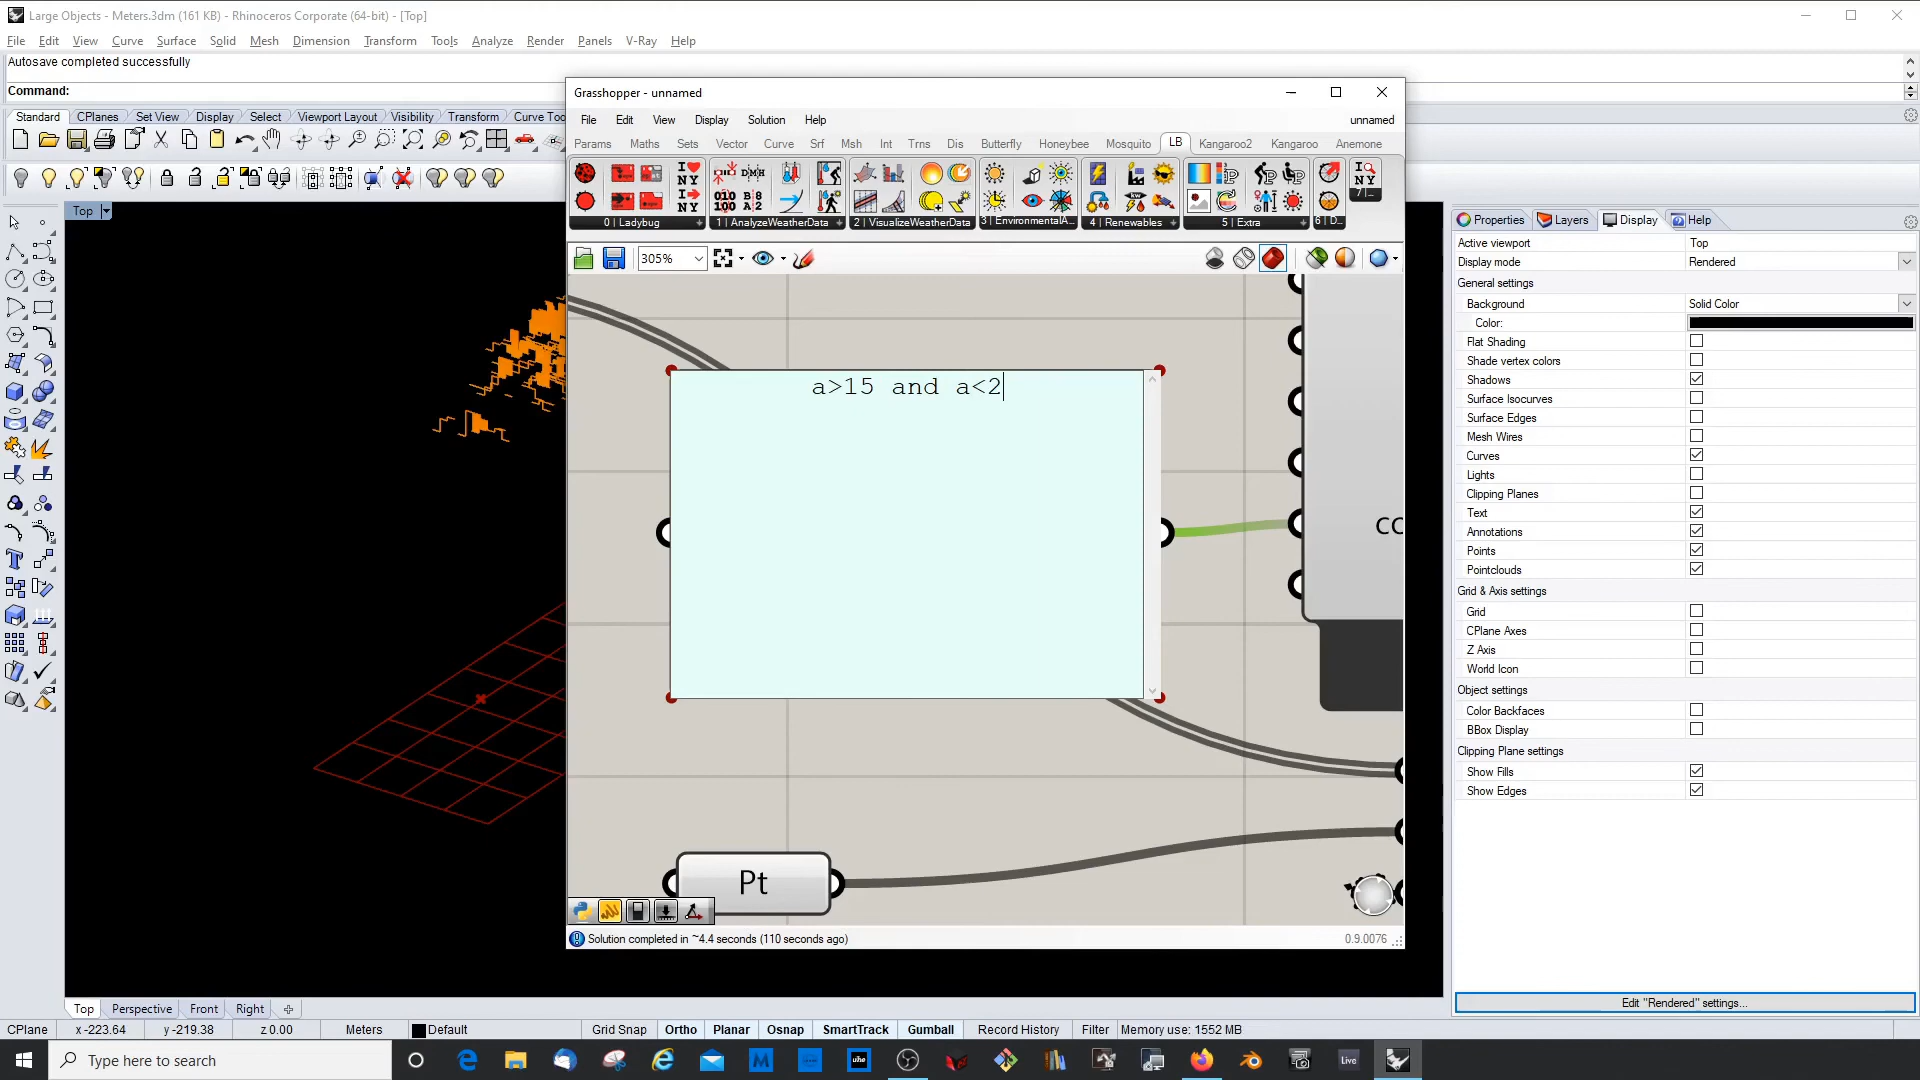 Large Objects - Meters.3dm (161 KB) - Rhinoceros Corporate (64-bit) - [Top]
File Edit View Curve Surface Solid Mesh Dimension Transform Tools Analyze Render Panels V-Ray Help
Autosave completed successfully
Command:
Standard CPlanes Set View Display Select Viewport Layout Visibility Transform Curve Too
Top
Grasshopper - unnamed
File Edit View Display Solution Help unnamed
Params Maths Sets Vector Curve Srf Msh Int Trns Dis Butterfly Honeybee Mosquito LB Kangaroo2 Kangaroo Anemone
0 | Ladybug 1 | AnalyzeWeatherData 2 | VisualizeWeatherData 3 | EnvironmentalA... 4 | Renewables 5 | Extra 6 | D...
305%
a>15 and a<2
CO
Pt
Solution completed in ~4.4 seconds (110 seconds ago) 0.9.0076
Properties Layers Display Help
Active viewport Top
Display mode Rendered
General settings
Background Solid Color
Color:
Flat Shading
Shade vertex colors
Shadows
Surface Isocurves
Surface Edges
Mesh Wires
Curves
Lights
Clipping Planes
Text
Annotations
Points
Pointclouds
Grid & Axis settings
Grid
CPlane Axes
Z Axis
World Icon
Object settings
Color Backfaces
BBox Display
Clipping Plane settings
Show Fills
Show Edges
Edit "Rendered" settings...
Top Perspective Front Right
CPlane x -223.64 y -219.38 z 0.00 Meters Default Grid Snap Ortho Planar Osnap SmartTrack Gumball Record History Filter Memory use: 1552 MB
Type here to search
Live